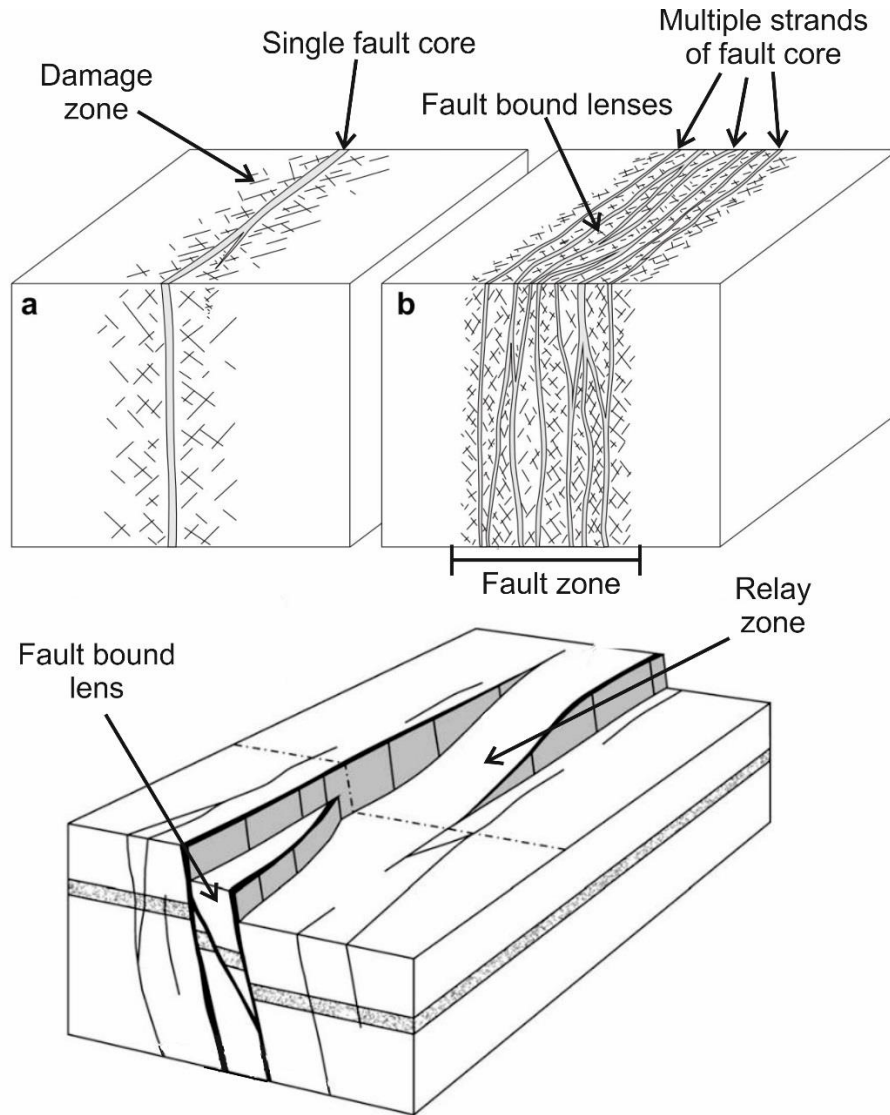 Single fault core
Damage
zone
Multiple strands
of fault core
Fault bound lenses
a
b
Fault zone
Relay
zone
Fault bound
lens